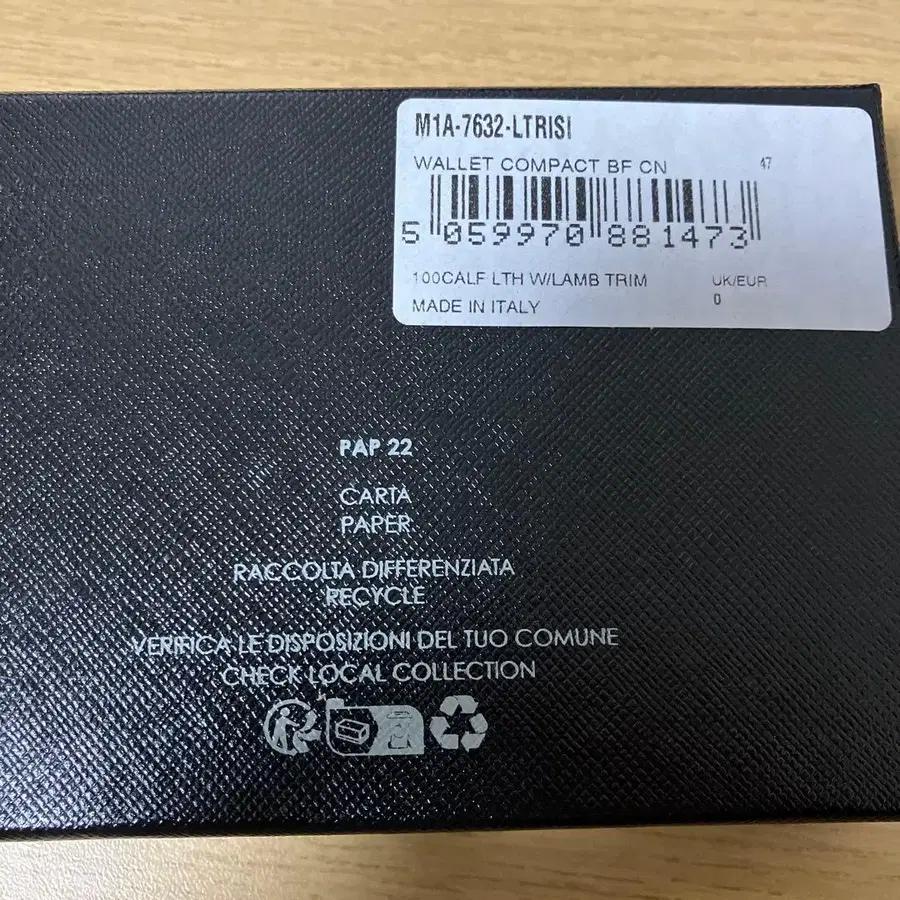 M1A-7632-LTRISI
WALLET COMPACT BF CN 47
5 059970 881473
100CALF LTH W/LAMB TRIM UK/EUR
MADE IN ITALY 0
PAP 22
CARTA
PAPER
RACCOLTA DIFFERENZIATA
RECYCLE
VERIFICA LE DISPOSIZIONI DEL TUO COMUNE
CHECK LOCAL COLLECTION